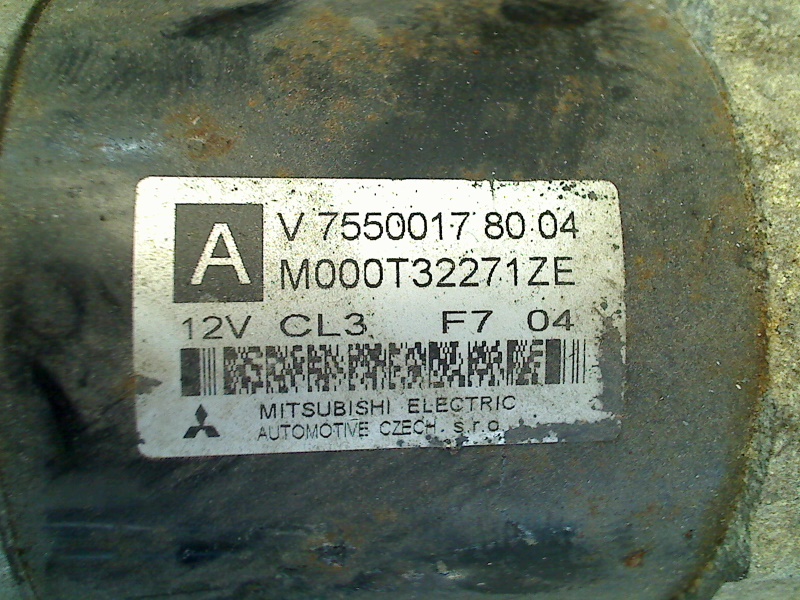 A
V 7550017 80 04
M000T32271ZE
12V CL3 F7 04
MITSUBISHI ELECTRIC
AUTOMOTIVE CZECH. s.r.o.